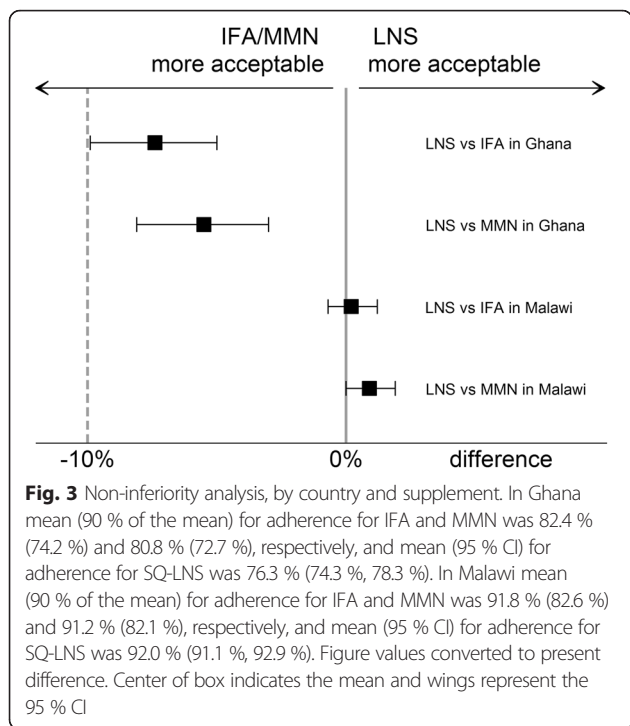 IFA/MMN LNS
more acceptable more acceptable
LNS vs IFA in Ghana
LNS vs MMN in Ghana
LNS vs IFA in Malawi
LNS vs MMN in Malawi
-10% 0% difference
Fig. 3 Non-inferiority analysis, by country and supplement. In Ghana
mean (90 % of the mean) for adherence for IFA and MMN was 82.4 %
(74.2 %) and 80.8 % (72.7 %), respectively, and mean (95 % CI) for
adherence for SQ-LNS was 76.3 % (74.3 %, 78.3 %). In Malawi mean
(90 % of the mean) for adherence for IFA and MMN was 91.8 % (82.6 %)
and 91.2 % (82.1 %), respectively, and mean (95 % CI) for adherence for
SQ-LNS was 92.0 % (91.1 %, 92.9 %). Figure values converted to present
difference. Center of box indicates the mean and wings represent the
95 % CI